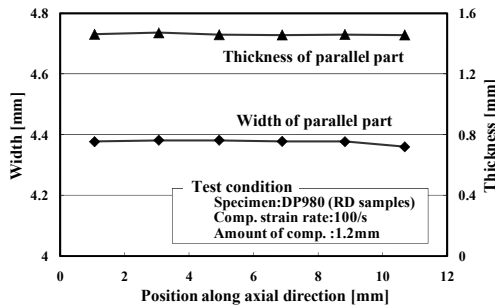 4.8
4.6
4.4
4.2
4
Width [mm]
1.6
1.2
0.8
0.4
0
Thickness [mm]
Thickness of parallel part
Width of parallel part
Test condition
Specimen:DP980 (RD samples)
Comp. strain rate:100/s
Amount of comp. :1.2mm
0 2 4 6 8 10 12
Position along axial direction [mm]